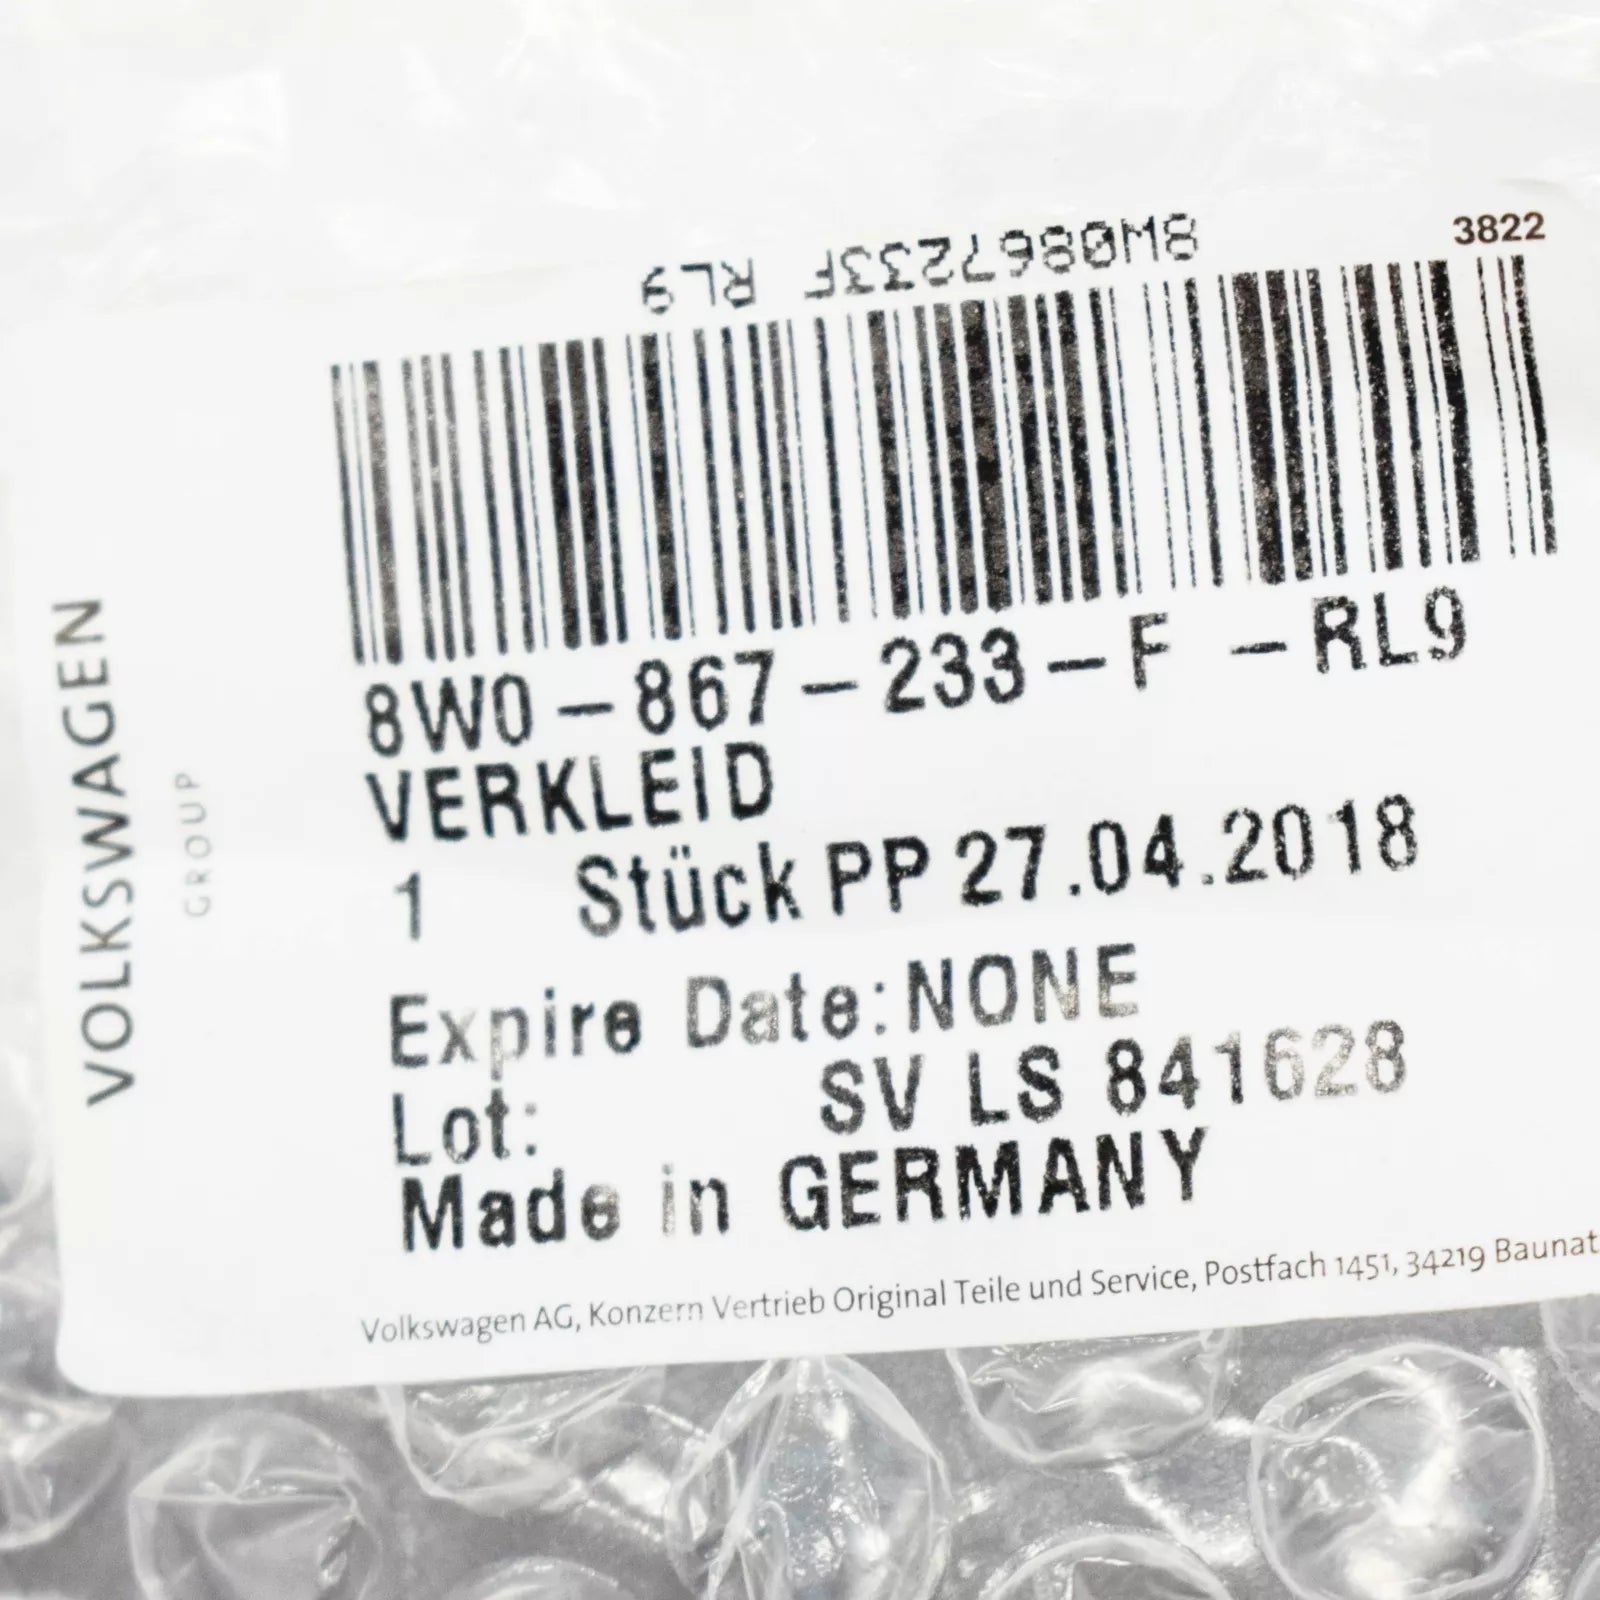 3822
8W0867233F RL9
8W0-867-233-F -RL9
VERKLEID
1 Stück PP 27.04.2018
Expire Date:NONE
Lot: SV LS 841628
Made in GERMANY
Volkswagen AG, Konzern Vertrieb Original Teile und Service, Postfach 1451, 34219 Baunat
VOLKSWAGEN
GROUP